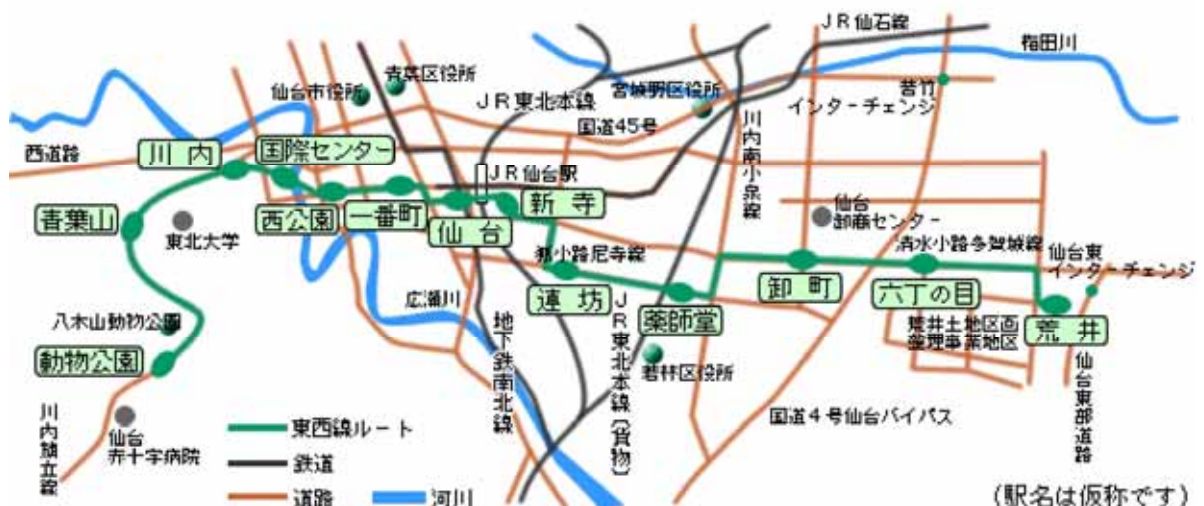 JR仙石線
梅田川
青葉区役所
仙台市役所
宮城野区役所
苦竹
インターチェンジ
JR東北本線
国道45号
西道路
川内
国際センター
JR仙台駅
川内南小泉線
青葉山
東北大学
西公園
一番町
仙台
新寺
仙台
卸商センター
清水小路多賀城線
仙台東
インターチェンジ
広瀬川
連坊
薬師堂
卸町
六丁の目
荒井
八木山動物公園
動物公園
地下鉄南北線
JR東北本線(貨物)
若林区役所
荒井土地区画
整理事業地区
仙台東部道路
川内旗立線
仙台
赤十字病院
国道4号仙台バイパス
東西線ルート
鉄道
道路
河川
(駅名は仮称です)